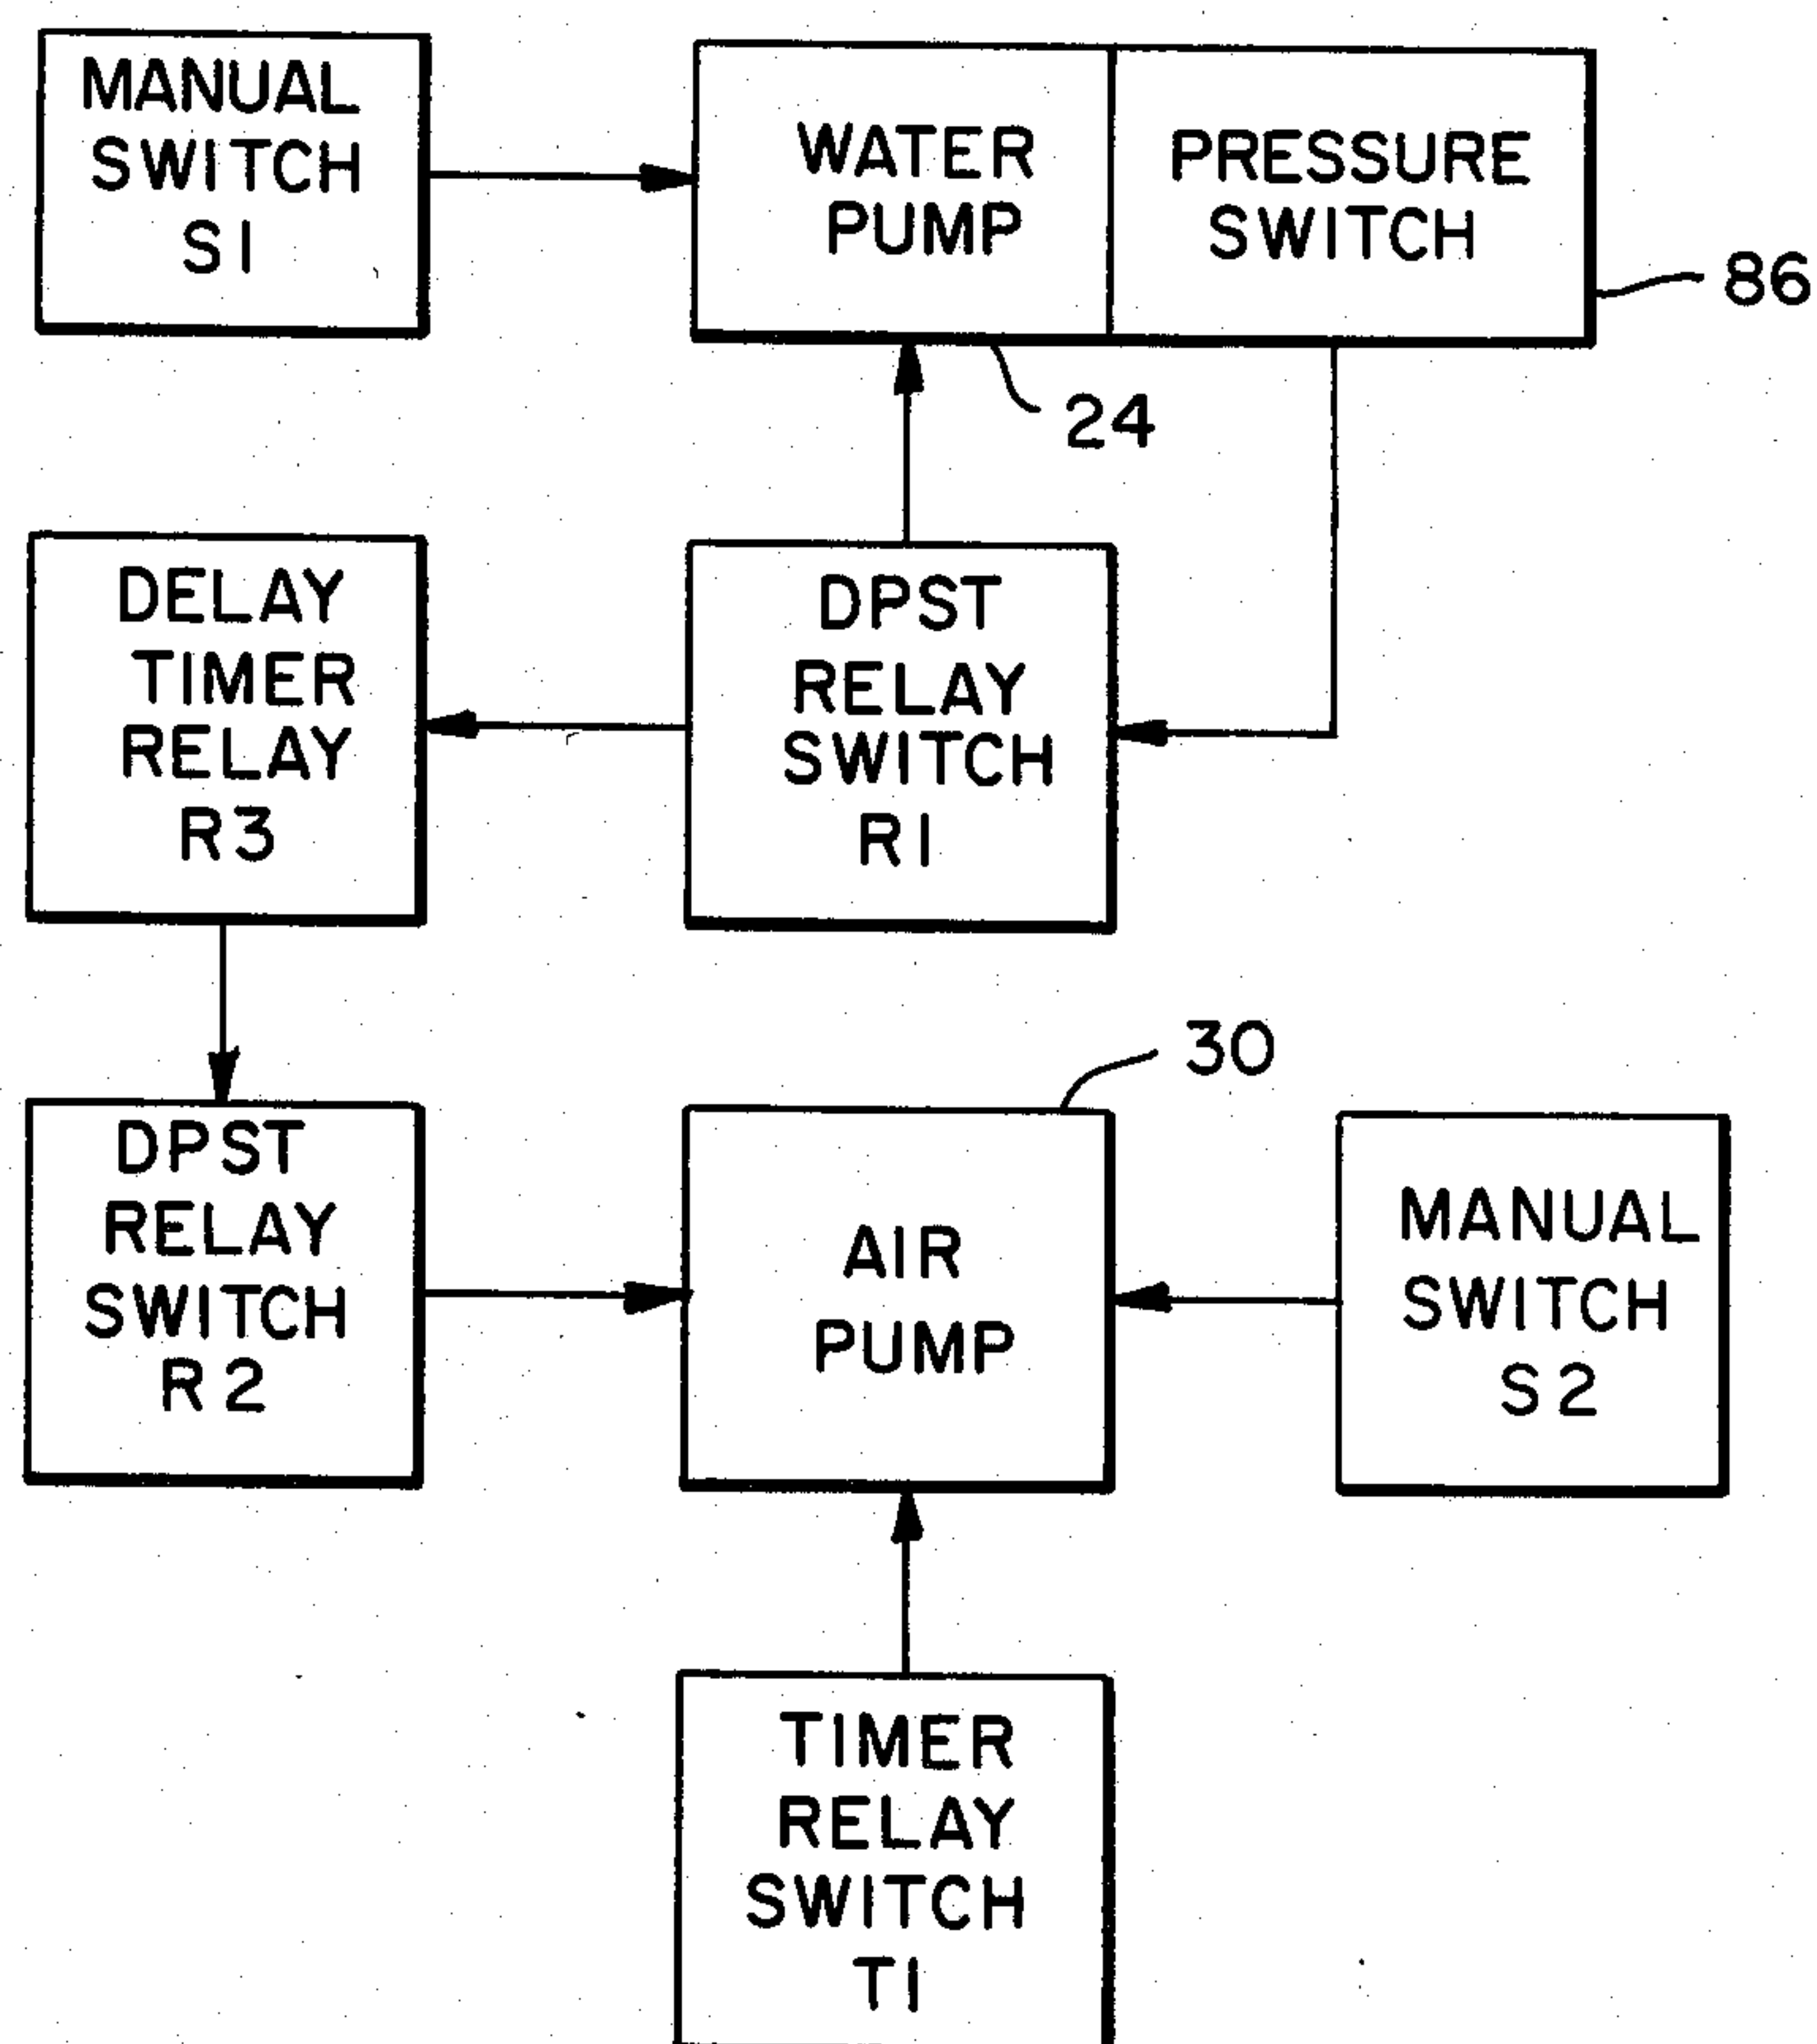 MANUAL
SWITCH
S1
WATER
PUMP
PRESSURE
SWITCH
86
24
DELAY
TIMER
RELAY
R3
DPST
RELAY
SWITCH
R1
30
DPST
RELAY
SWITCH
R2
AIR
PUMP
MANUAL
SWITCH
S2
TIMER
RELAY
SWITCH
T1